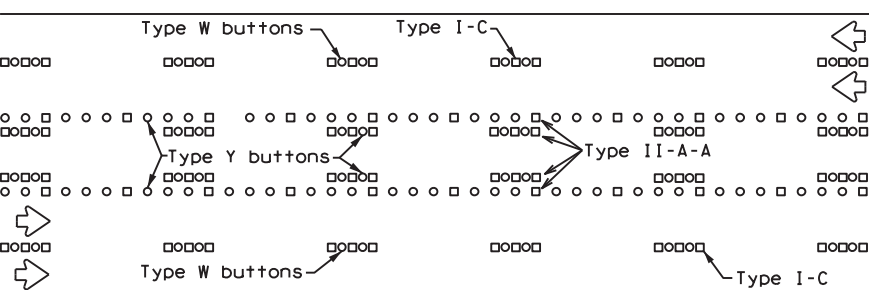 Type W buttons
Type I-C
Type Y buttons
Type II-A-A
Type W buttons
Type I-C